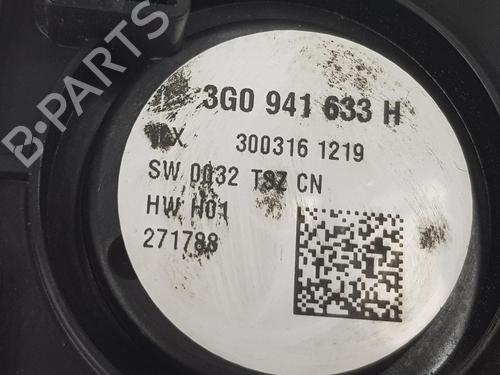 B-PARTS
3G0 941 633 H
300316 1219
SW 0032 TSZ CN
HW H01
271788